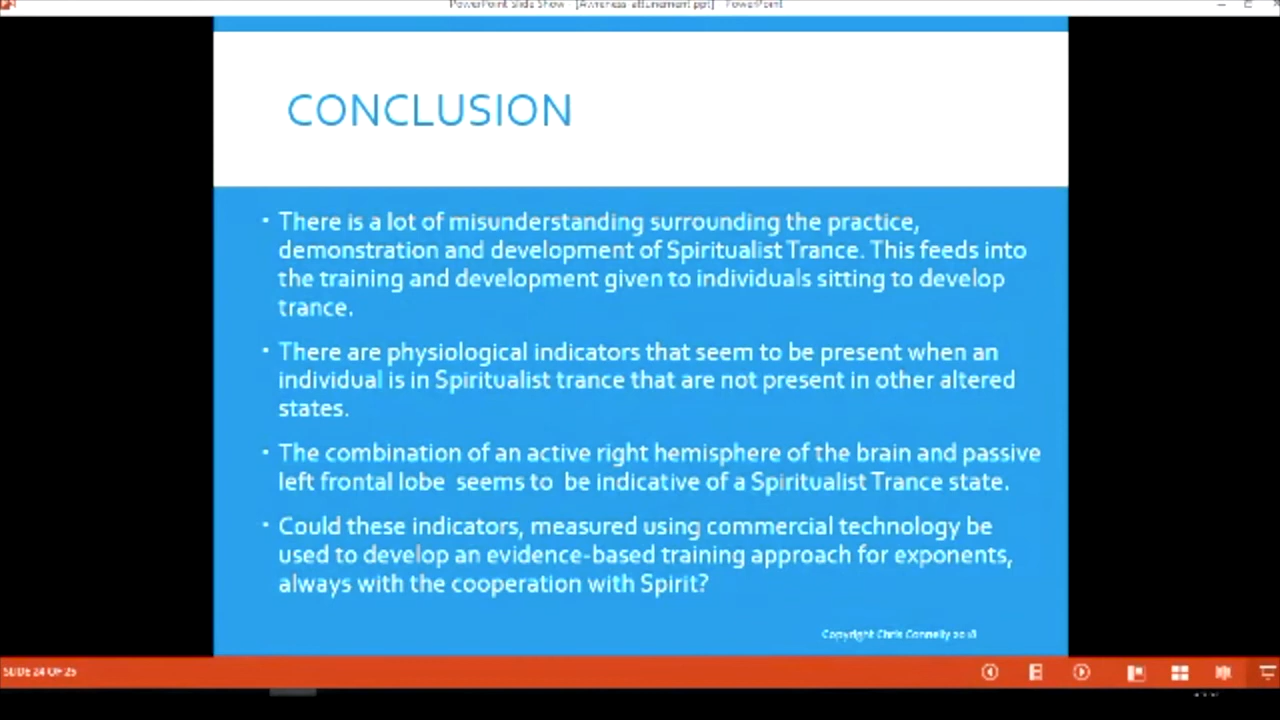 PowerPoint Slide Show - [Awreness attunement.ppt] - PowerPoint
CONCLUSION
• There is a lot of misunderstanding surrounding the practice,
demonstration and development of Spiritualist Trance. This feeds into
the training and development given to individuals sitting to develop
trance.
• There are physiological indicators that seem to be present when an
individual is in Spiritualist trance that are not present in other altered
states.
• The combination of an active right hemisphere of the brain and passive
left frontal lobe seems to be indicative of a Spiritualist Trance state.
• Could these indicators, measured using commercial technology be
used to develop an evidence-based training approach for exponents,
always with the cooperation with Spirit?
Copyright Chris Connelly 2018
SLIDE 24 OF 25